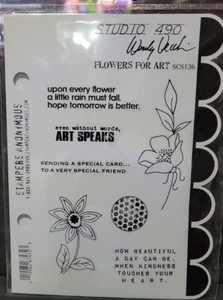 STUDIO 490
Wendy Vecchi
FLOWERS FOR ART SCS136
upon every flower
a little rain must fall.
hope tomorrow is better.
even without words,
ART SPEAKS
SENDING A SPECIAL CARD...
TO A VERY SPECIAL FRIEND
HOW BEAUTIFUL
A DAY CAN BE,
WHEN KINDNESS
TOUCHES YOUR
HEART.
STAMPERS ANONYMOUS